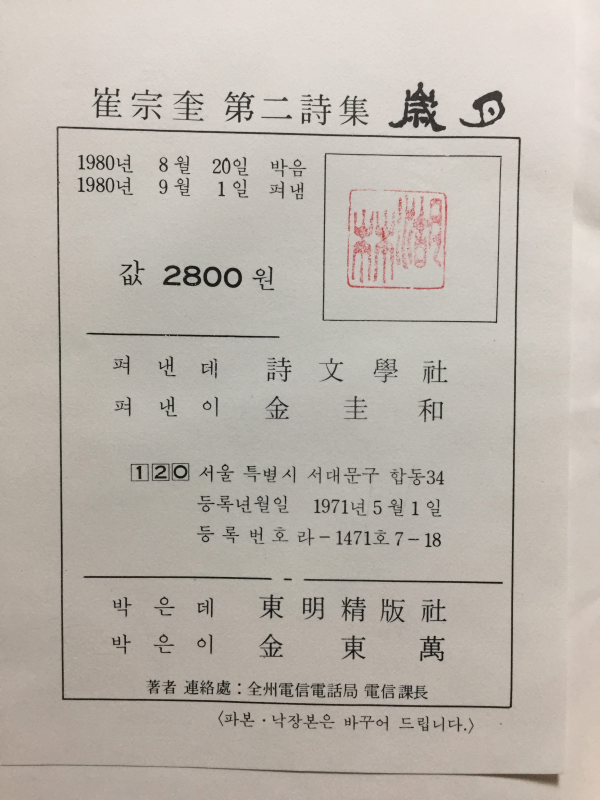 崔宗奎 第二詩集 歲月
1980년 8월 20일 박음
1980년 9월 1일 펴냄
값 2800원
펴낸데 詩文學社
펴낸이 金圭和
120 서울 특별시 서대문구 합동34
등록년월일 1971년 5월 1일
등록번호 라-1471호 7-18
박은데 東明精版社
박은이 金東萬
著者 連絡處: 全州電信電話局 電信課長
〈파본·낙장본은 바꾸어 드립니다.〉